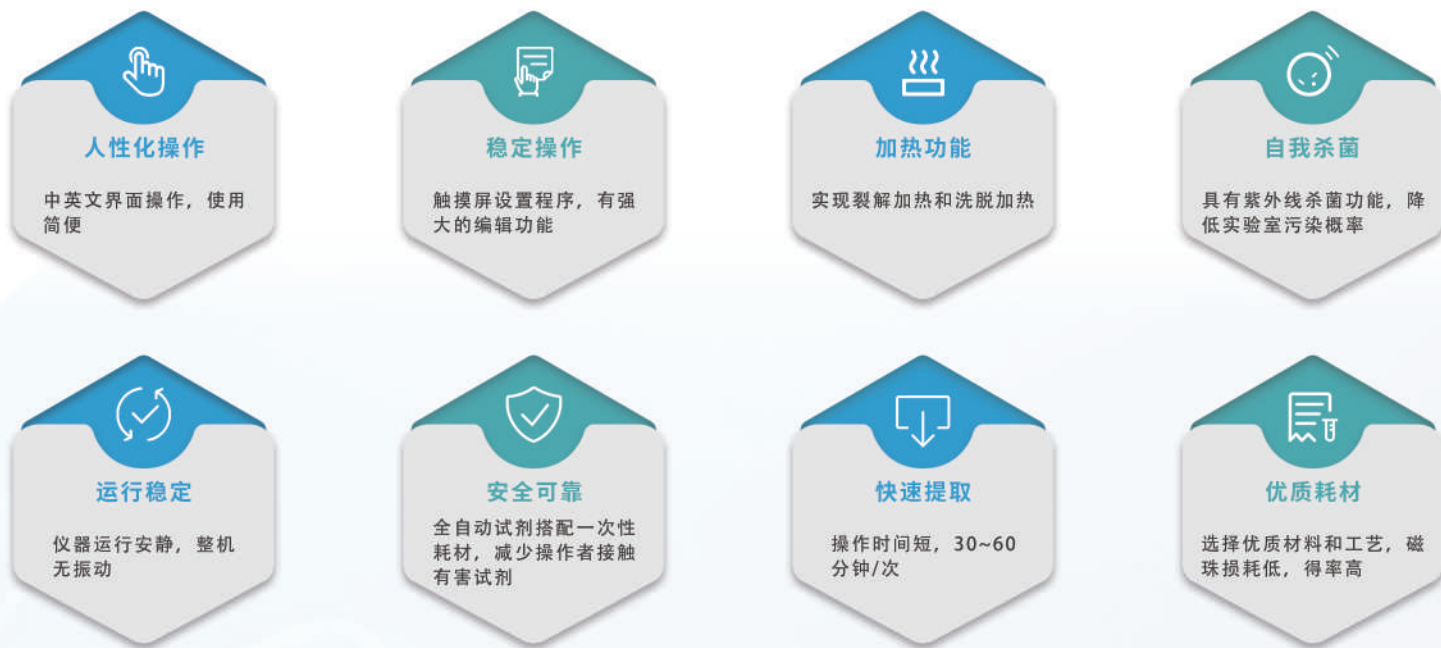 人性化操作
中英文界面操作，使用
简便
稳定操作
触摸屏设置程序，有强
大的编辑功能
加热功能
实现裂解加热和洗脱加热
自我杀菌
具有紫外线杀菌功能，降
低实验室污染概率
运行稳定
仪器运行安静，整机
无振动
安全可靠
全自动试剂搭配一次性
耗材，减少操作者接触
有害试剂
快速提取
操作时间短，30~60
分钟/次
优质耗材
选择优质材料和工艺，磁
珠损耗低，得率高